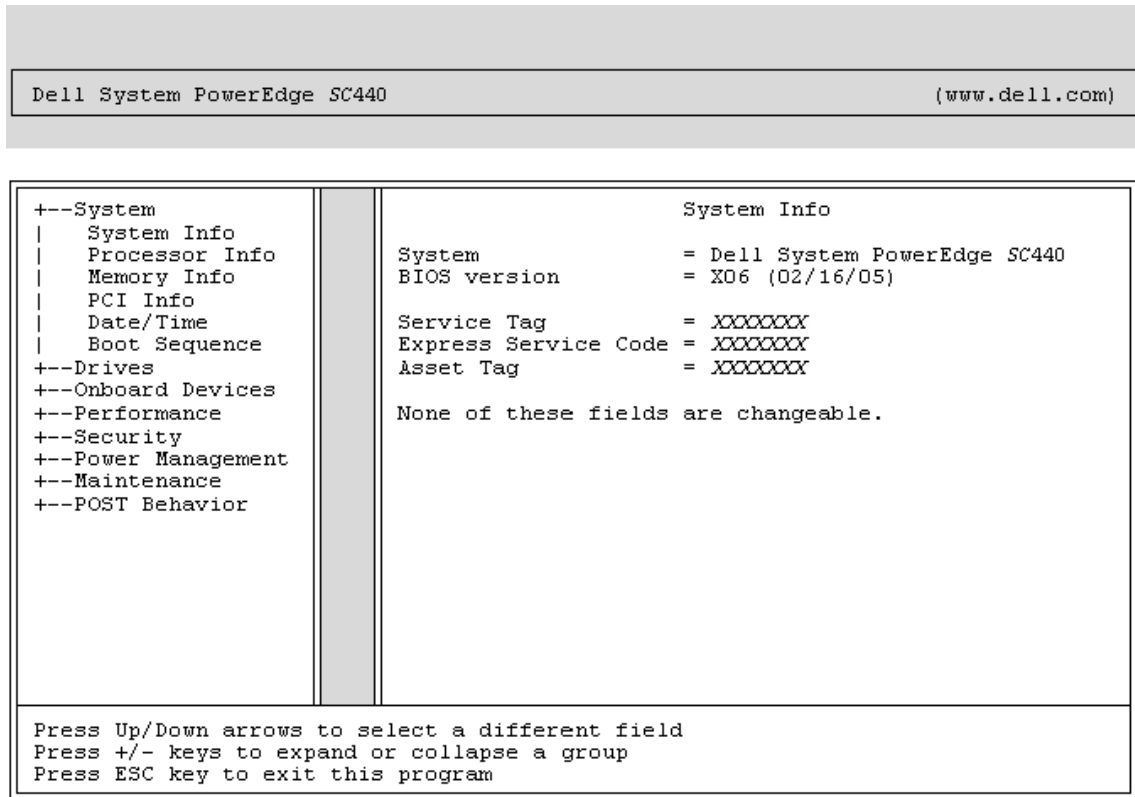 Dell System PowerEdge SC440 (www.dell.com)
+--System
| System Info
| Processor Info
| Memory Info
| PCI Info
| Date/Time
| Boot Sequence
+--Drives
+--Onboard Devices
+--Performance
+--Security
+--Power Management
+--Maintenance
+--POST Behavior
System Info
System = Dell System PowerEdge SC440
BIOS version = X06 (02/16/05)
Service Tag = XXXXXXX
Express Service Code = XXXXXXX
Asset Tag = XXXXXXX
None of these fields are changeable.
Press Up/Down arrows to select a different field
Press +/- keys to expand or collapse a group
Press ESC key to exit this program